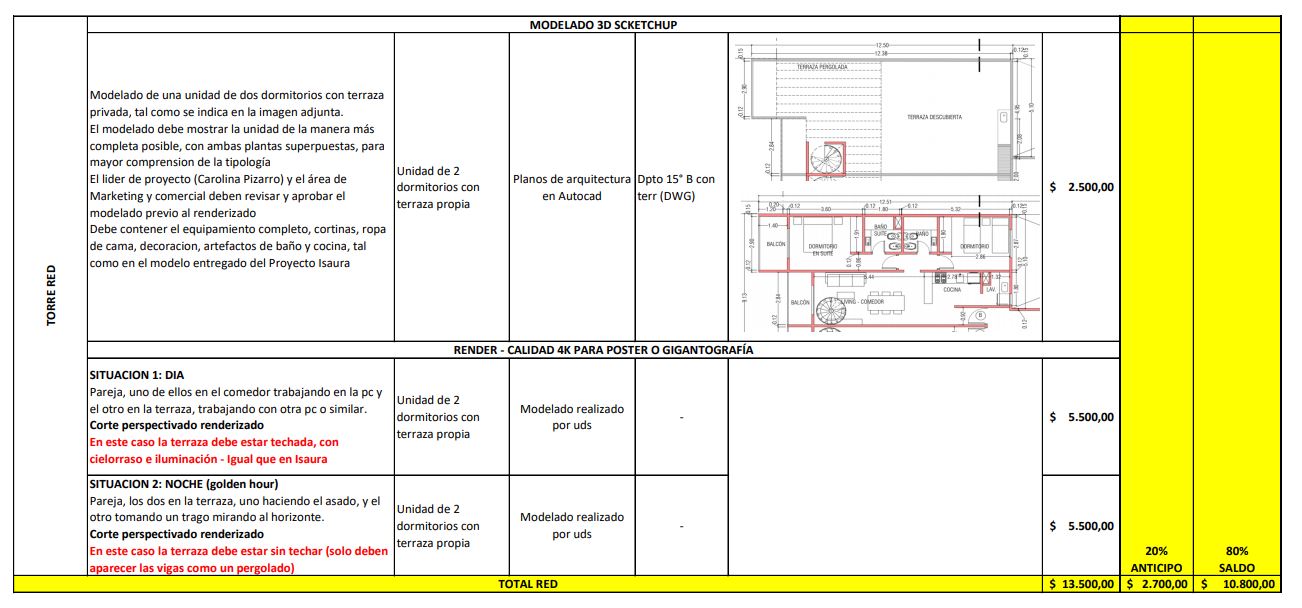 MODELADO 3D SCKETCHUP
TORRE RED
Modelado de una unidad de dos dormitorios con terraza
privada, tal como se indica en la imagen adjunta.
El modelado debe mostrar la unidad de la manera más
completa posible, con ambas plantas superpuestas, para
mayor comprension de la tipología
El lider de proyecto (Carolina Pizarro) y el área de
Marketing y comercial deben revisar y aprobar el
modelado previo al renderizado
Debe contener el equipamiento completo, cortinas, ropa
de cama, decoracion, artefactos de baño y cocina, tal
como en el modelo entregado del Proyecto Isaura
Unidad de 2
dormitorios con
terraza propia
Planos de arquitectura
en Autocad
Dpto 15° B con
terr (DWG)
12.50
12.38
TERRAZA PERGOLADA
TERRAZA DESCUBIERTA
12.51
3.60
1.80
5.32
1.40
BALCÓN
DORMITORIO
EN SUITE
BAÑO
SUITE
BAÑO
DORMITORIO
2.86
COCINA
LAV.
BALCÓN
LIVING - COMEDOR
B
$ 2.500,00
RENDER - CALIDAD 4K PARA POSTER O GIGANTOGRAFÍA
SITUACION 1: DIA
Pareja, uno de ellos en el comedor trabajando en la pc y
el otro en la terraza, trabajando con otra pc o similar.
Corte perspectivado renderizado
En este caso la terraza debe estar techada, con
cielorraso e iluminación - Igual que en Isaura
Unidad de 2
dormitorios con
terraza propia
Modelado realizado
por uds
-
$ 5.500,00
SITUACION 2: NOCHE (golden hour)
Pareja, los dos en la terraza, uno haciendo el asado, y el
otro tomando un trago mirando al horizonte.
Corte perspectivado renderizado
En este caso la terraza debe estar sin techar (solo deben
aparecer las vigas como un pergolado)
Unidad de 2
dormitorios con
terraza propia
Modelado realizado
por uds
-
$ 5.500,00
20%
ANTICIPO
80%
SALDO
TOTAL RED
$ 13.500,00
$ 2.700,00
$ 10.800,00